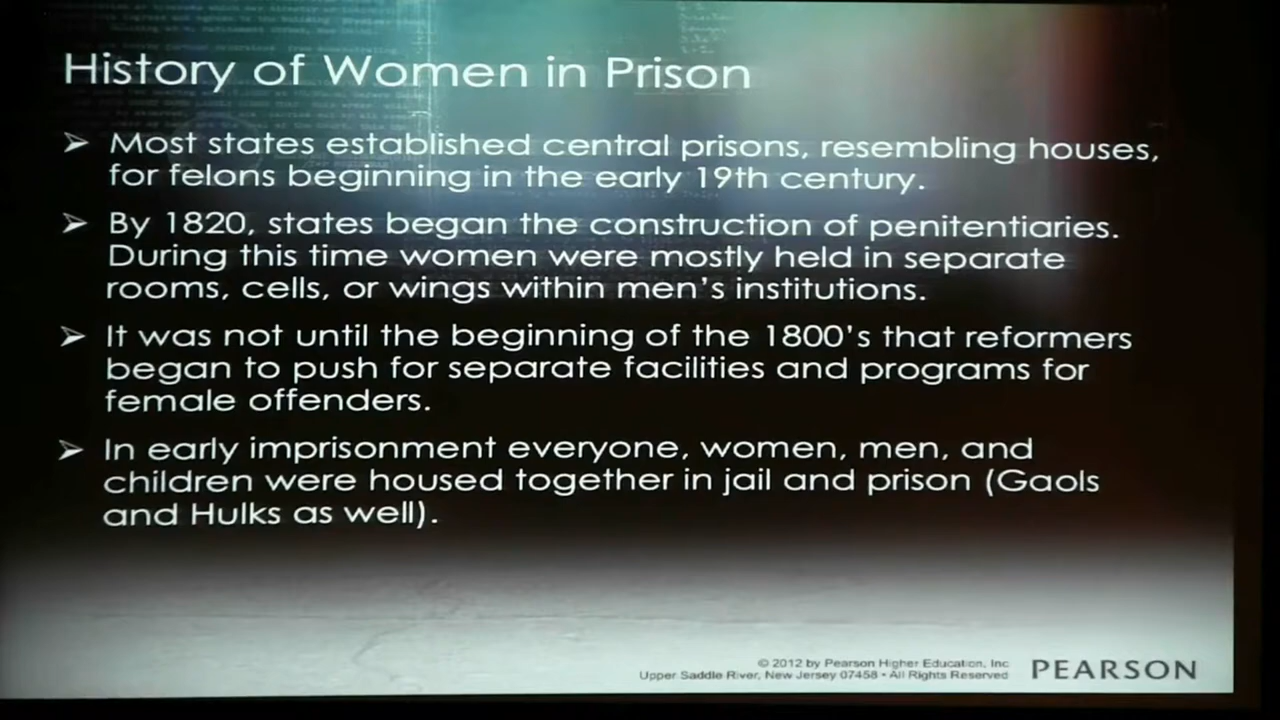 History of Women in Prison
➢ Most states established central prisons, resembling houses,
for felons beginning in the early 19th century.
➢ By 1820, states began the construction of penitentiaries.
During this time women were mostly held in separate
rooms, cells, or wings within men's institutions.
➢ It was not until the beginning of the 1800's that reformers
began to push for separate facilities and programs for
female offenders.
➢ In early imprisonment everyone, women, men, and
children were housed together in jail and prison (Gaols
and Hulks as well).
© 2012 by Pearson Higher Education, Inc
Upper Saddle River, New Jersey 07458 • All Rights Reserved
PEARSON